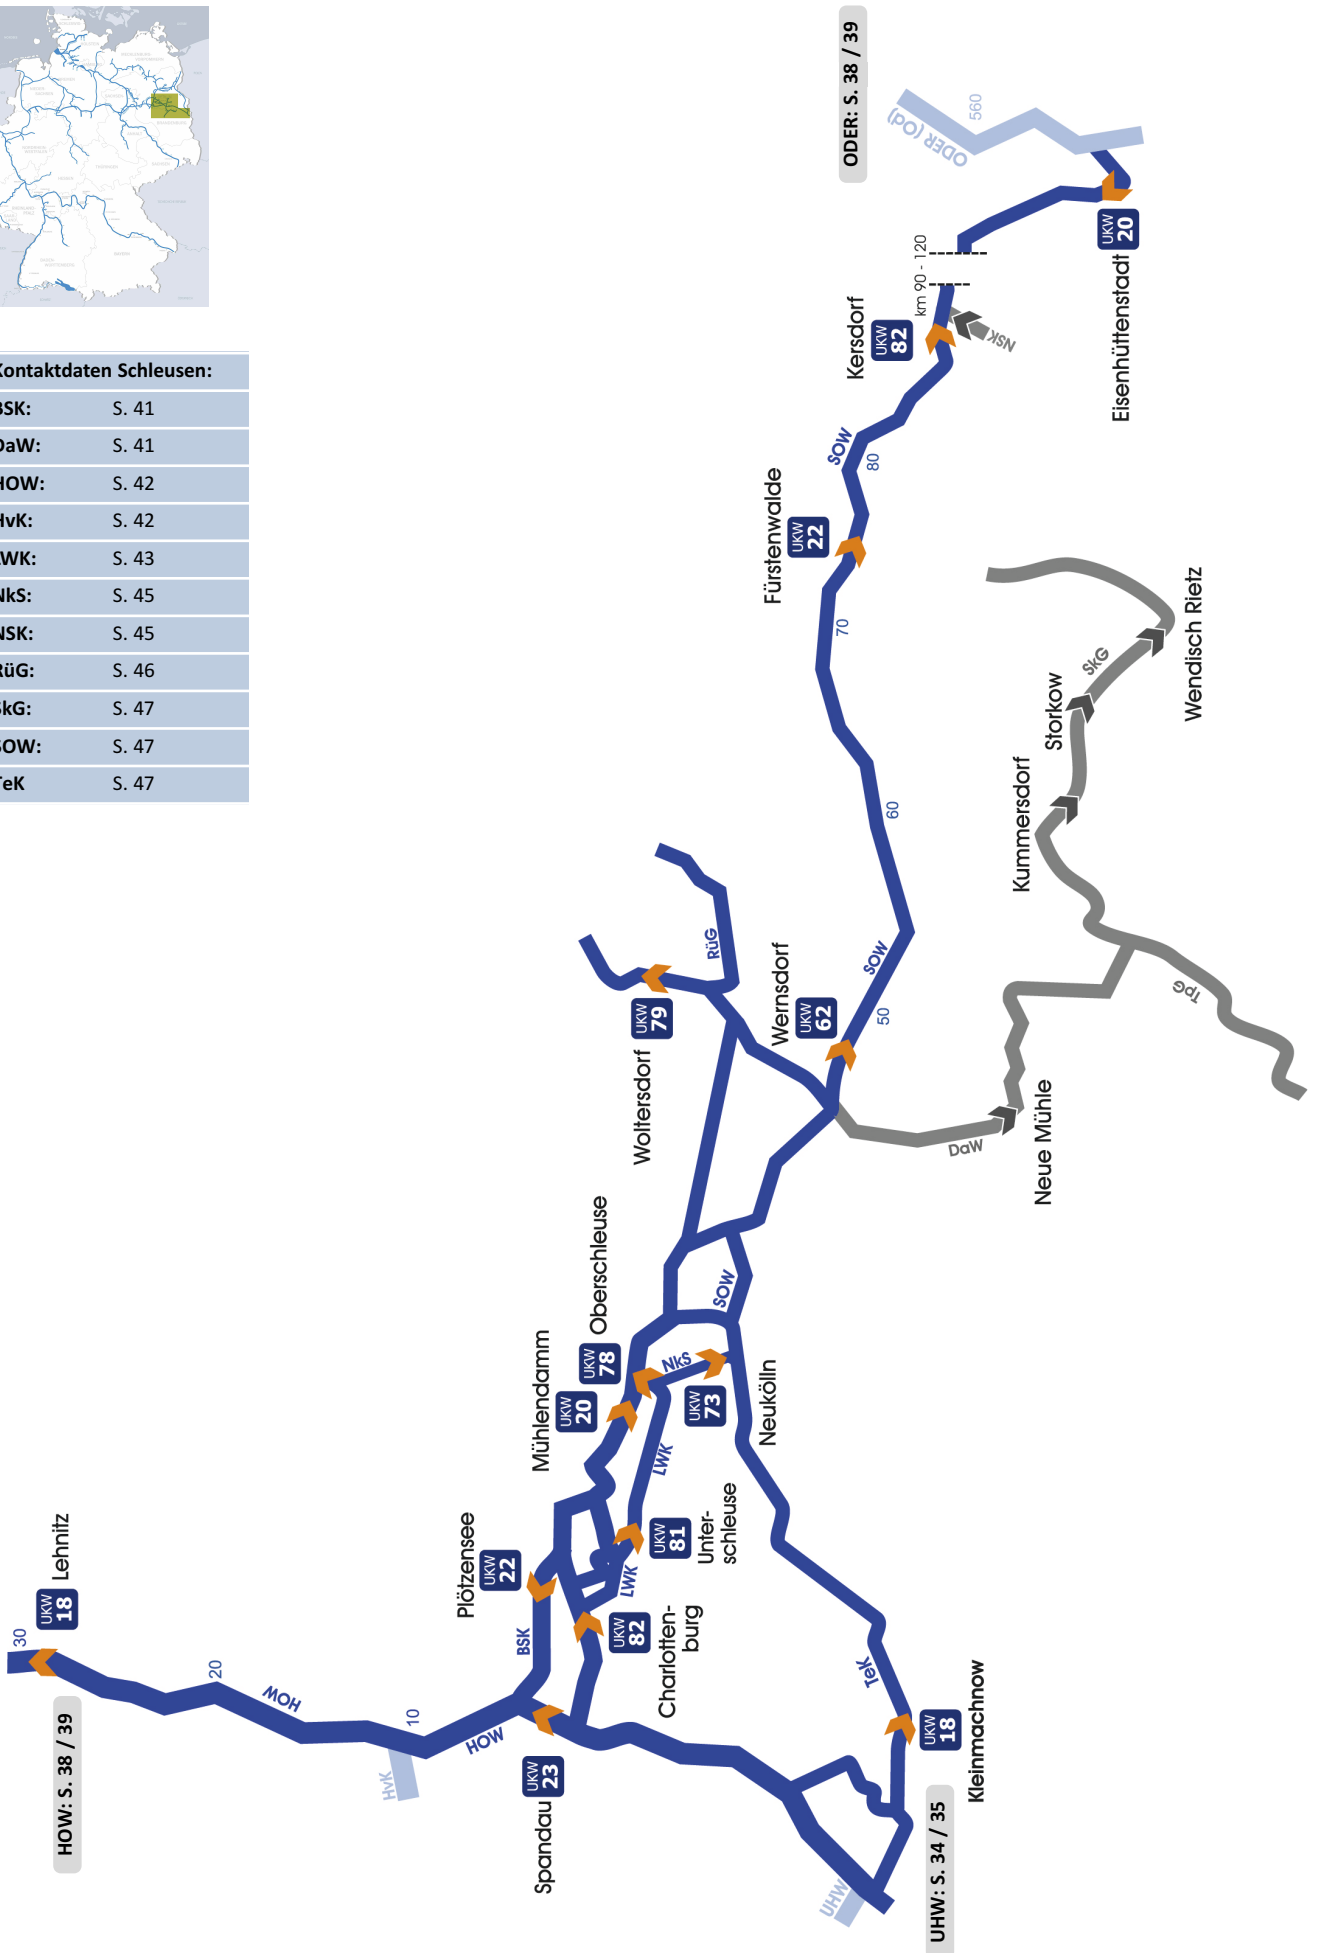 Kontaktdaten Schleusen:
BSK: S. 41
DaW: S. 41
HOW: S. 42
HvK: S. 42
LWK: S. 43
NkS: S. 45
NSK: S. 45
RüG: S. 46
SkG: S. 47
SOW: S. 47
TeK S. 47
ODER: S. 38 / 39
ODER (Od)
560
UKW
20
Eisenhüttenstadt
km 90 - 120
Kersdorf
UKW
82
NSK
SOW
80
Fürstenwalde
UKW
22
70
60
SOW
50
Wernsdorf
UKW
62
Wendisch Rietz
SkG
Storkow
Kummersdorf
TpG
Neue Mühle
DaW
RüG
UKW
79
Woltersdorf
Oberschleuse
UKW
78
Mühlendamm
UKW
20
SOW
NkS
UKW
73
Neukölln
LWK
UKW
81
Unter-
schleuse
LWK
Plötzensee
UKW
22
BSK
UKW
82
Charlotten-
burg
Lehnitz
UKW
18
30
20
HOW
10
HOW
HvK
HOW: S. 38 / 39
UKW
23
Spandau
TeK
UKW
18
Kleinmachnow
UHW
UHW: S. 34 / 35